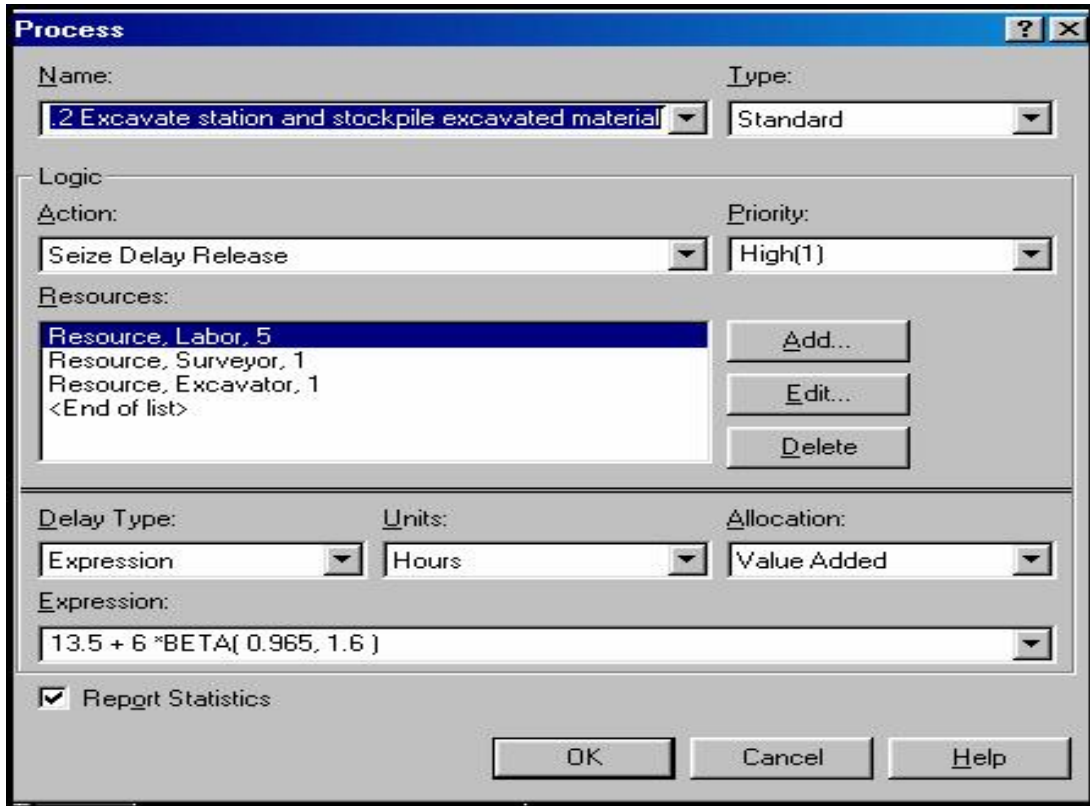 Process
Name: Type:
.2 Excavate station and stockpile excavated material Standard
Logic
Action: Priority:
Seize Delay Release High(1)
Resources:
Resource, Labor, 5
Resource, Surveyor, 1
Resource, Excavator, 1
<End of list>
Add...
Edit...
Delete
Delay Type: Units: Allocation:
Expression Hours Value Added
Expression:
13.5 + 6 *BETA( 0.965, 1.6 )
Report Statistics
OK Cancel Help